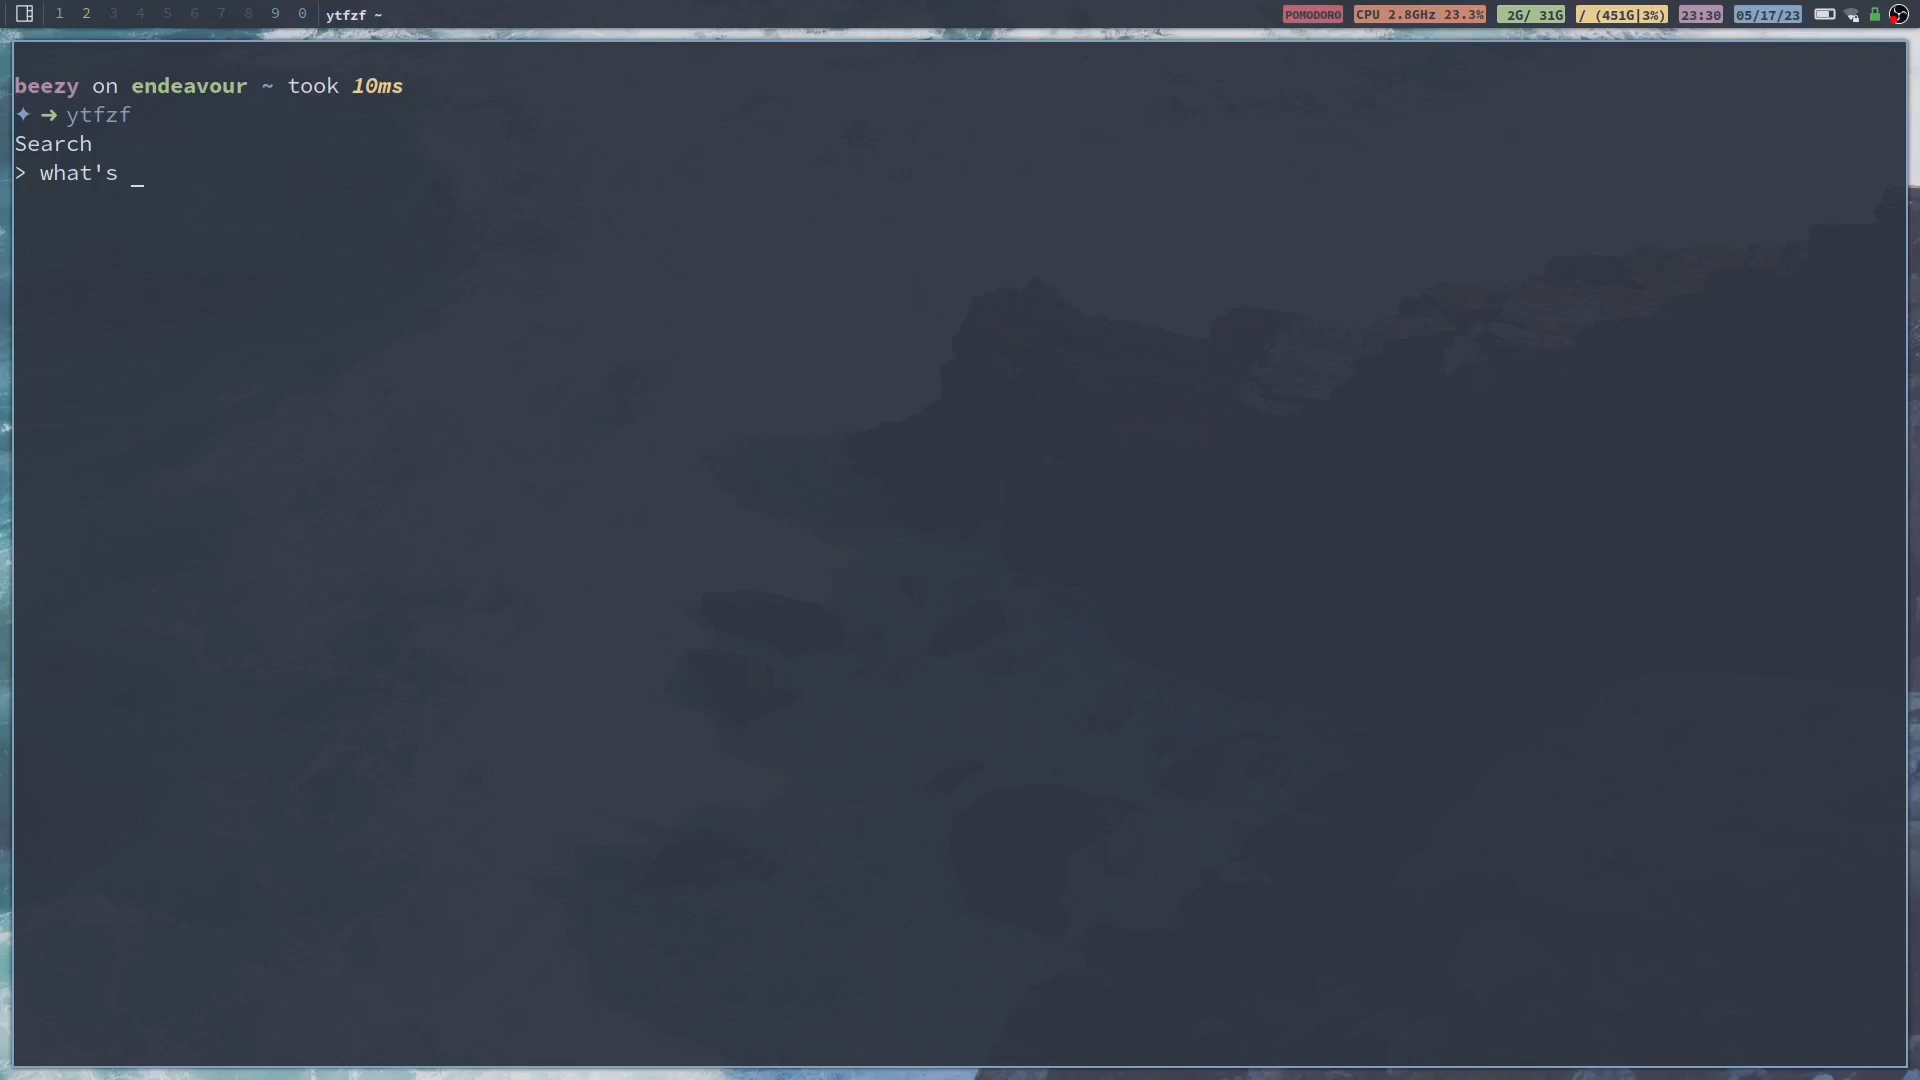 1 2 3 4 5 6 7 8 9 0 ytfzf ~ POMODORO CPU 2.8GHz 23.3% 2G/ 31G / (451G|3%) 23:30 05/17/23
beezy on endeavour ~ took 10ms
✦ ➜ ytfzf
Search
> what's _